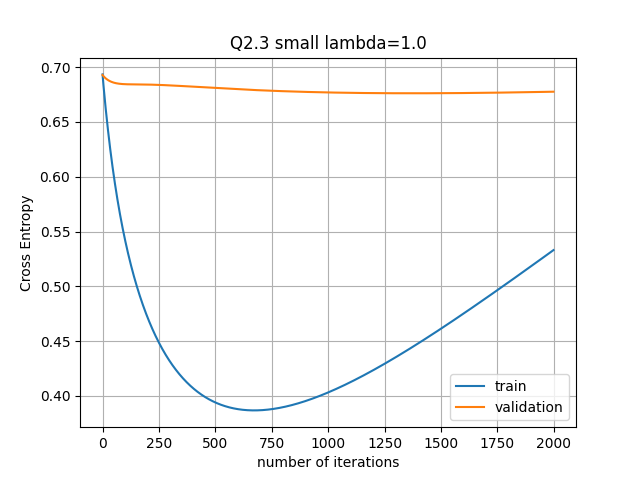 Q2.3 small lambda=1.0
Cross Entropy
0.70
0.65
0.60
0.55
0.50
0.45
0.40
train
validation
0 250 500 750 1000 1250 1500 1750 2000
number of iterations